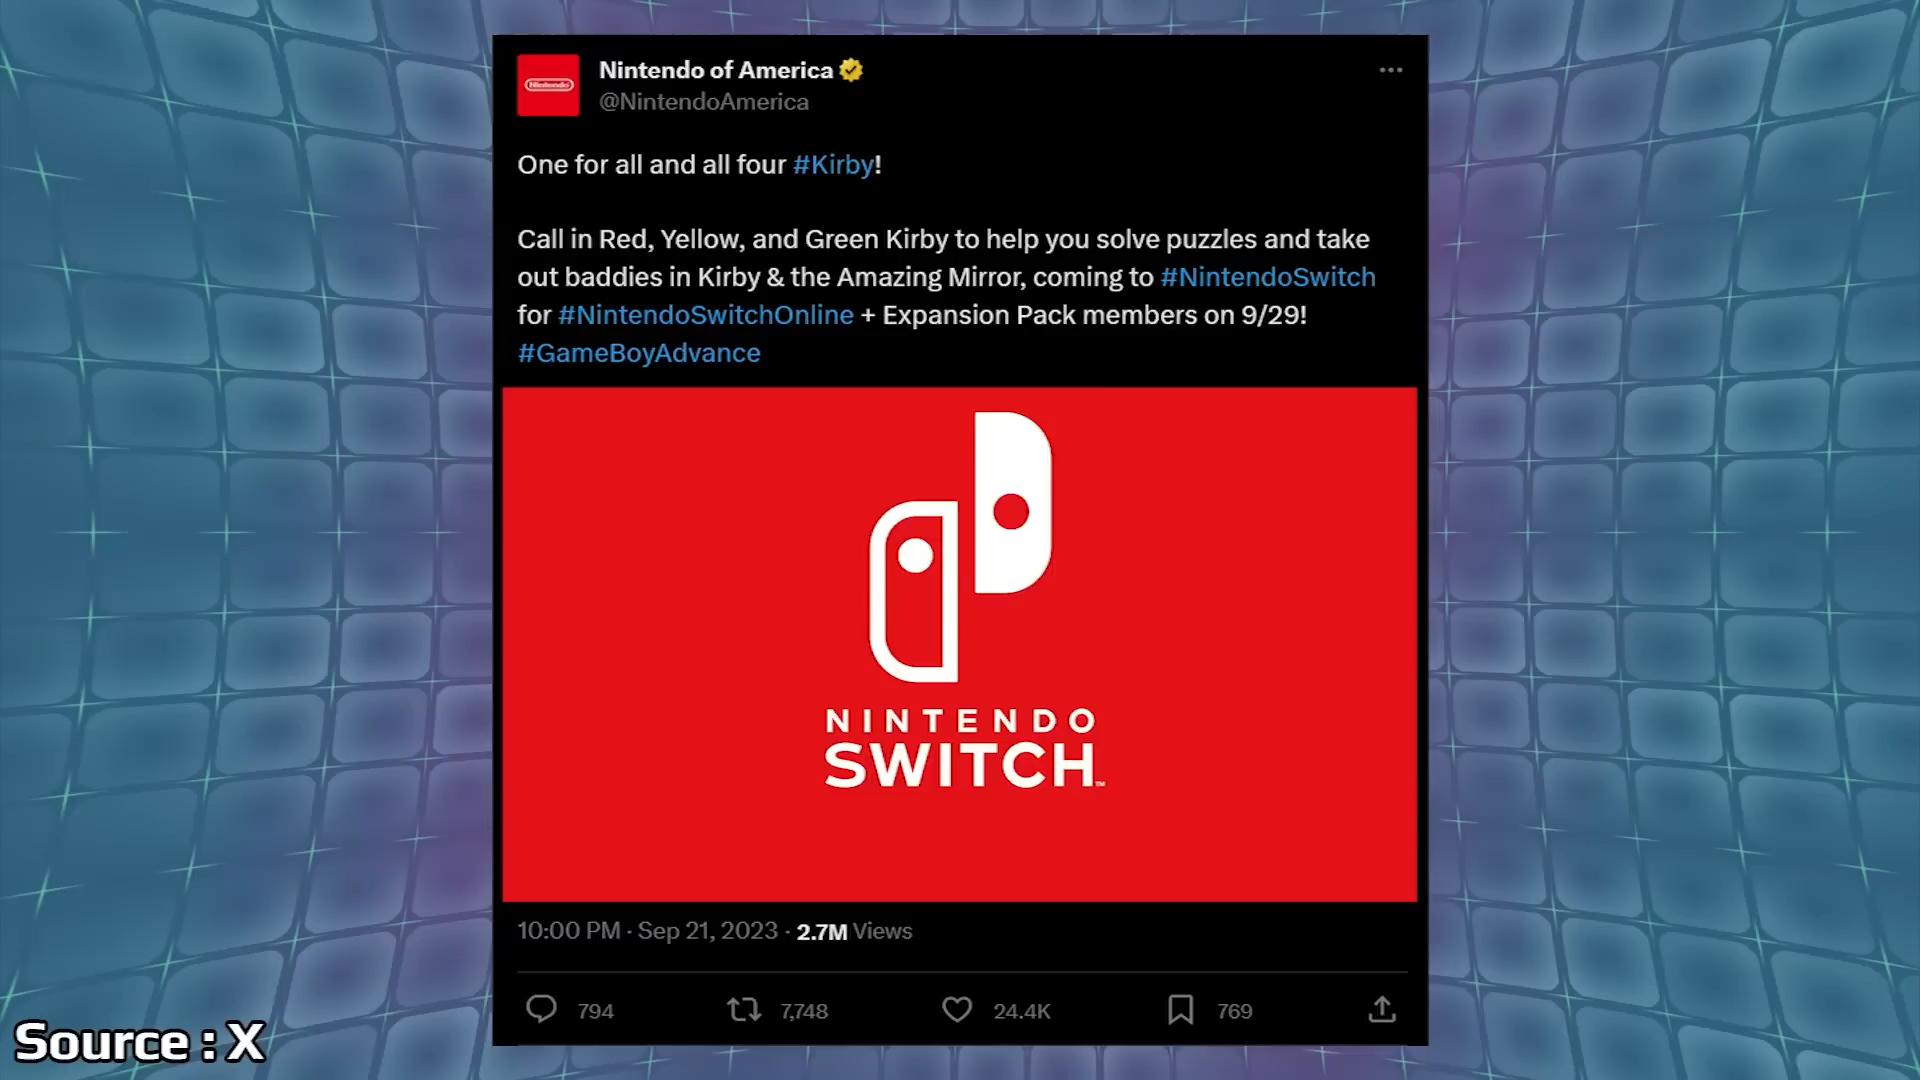 Nintendo
Nintendo of America
@NintendoAmerica
One for all and all four #Kirby!
Call in Red, Yellow, and Green Kirby to help you solve puzzles and take
out baddies in Kirby & the Amazing Mirror, coming to #NintendoSwitch
for #NintendoSwitchOnline + Expansion Pack members on 9/29!
#GameBoyAdvance
NINTENDO
SWITCH™
10:00 PM · Sep 21, 2023 · 2.7M Views
794 7,748 24.4K 769
Source : X